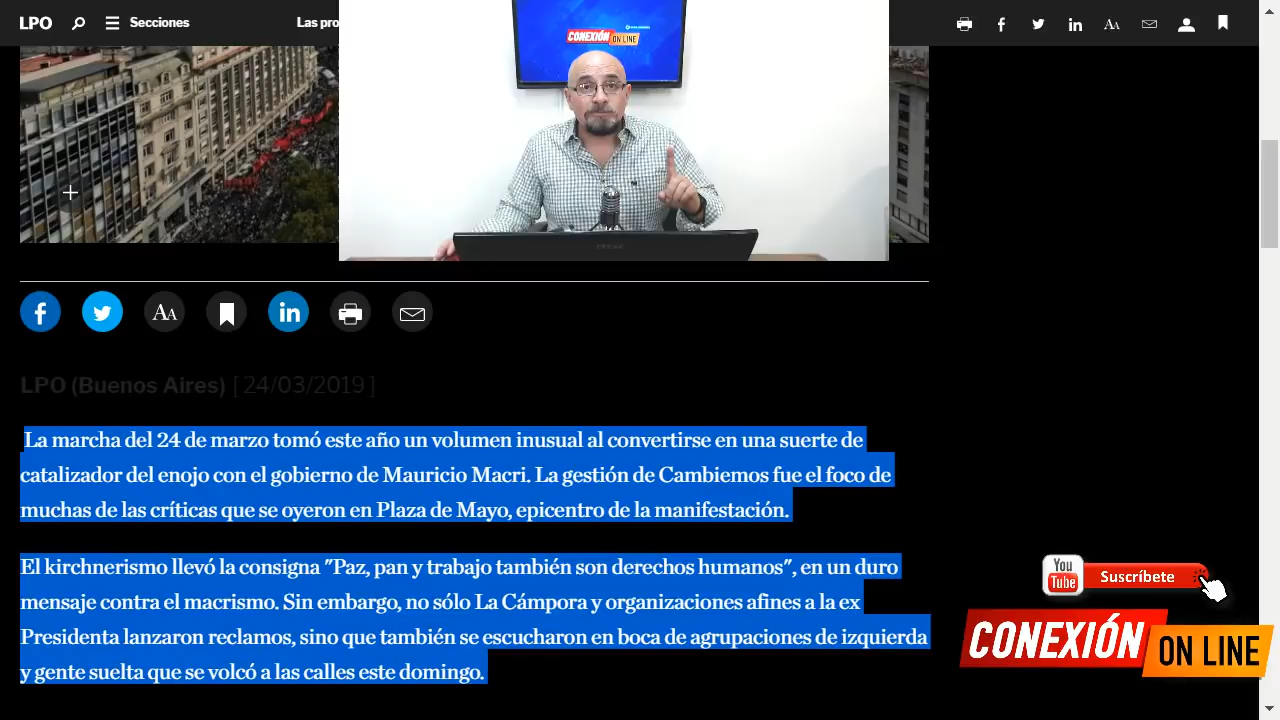 LPO
Secciones
Las pro
AA
CONEXIÓN ON LINE
AA
LPO (Buenos Aires) [ 24/03/2019 ]
La marcha del 24 de marzo tomó este año un volumen inusual al convertirse en una suerte de
catalizador del enojo con el gobierno de Mauricio Macri. La gestión de Cambiemos fue el foco de
muchas de las críticas que se oyeron en Plaza de Mayo, epicentro de la manifestación.
El kirchnerismo llevó la consigna "Paz, pan y trabajo también son derechos humanos", en un duro
mensaje contra el macrismo. Sin embargo, no sólo La Cámpora y organizaciones afines a la ex
Presidenta lanzaron reclamos, sino que también se escucharon en boca de agrupaciones de izquierda
y gente suelta que se volcó a las calles este domingo.
You
Tube
Suscríbete
CONEXIÓN
ON LINE